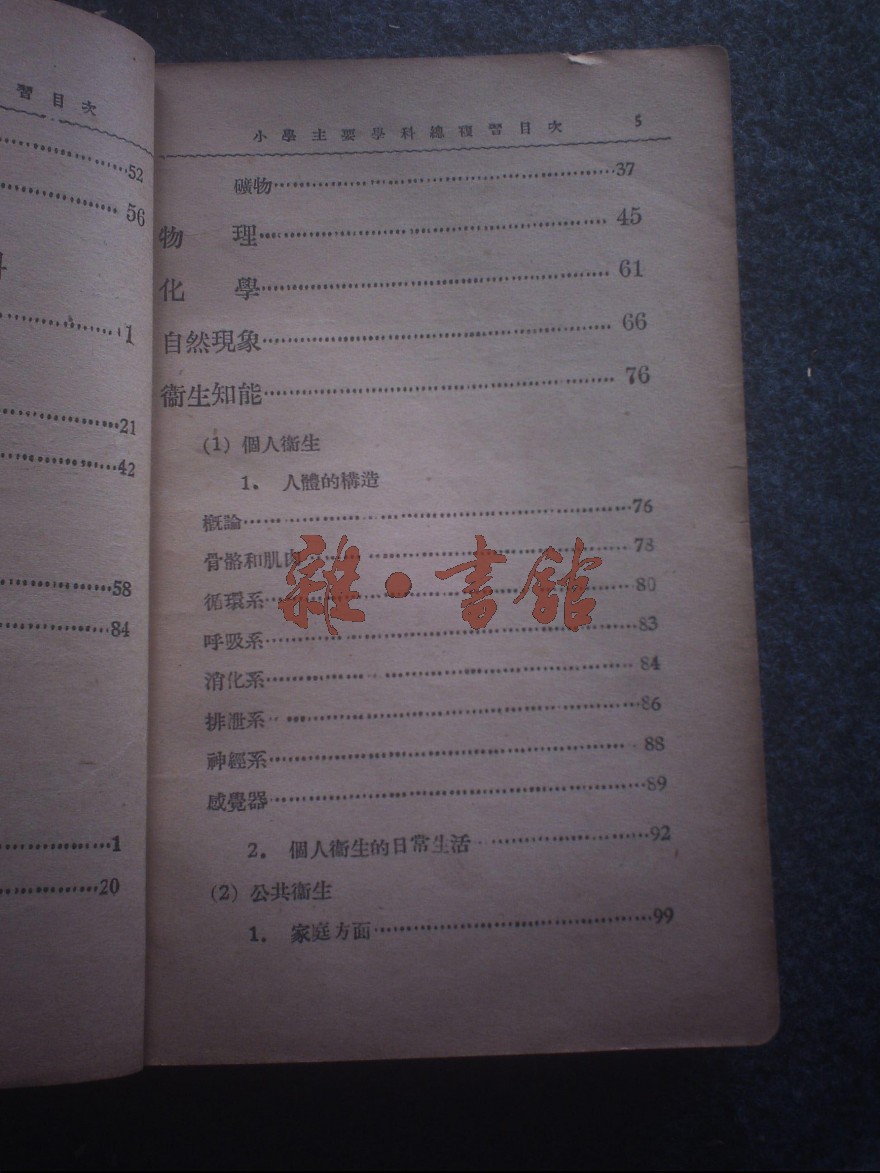 習目次
52
56
1
21
42
58
84
1
20
小學主要學科總複習目次 5
礦物……37
物理……45
化學……61
自然現象……66
衞生知能……76
(1) 個人衞生
1. 人體的構造
概論……76
骨骼和肌肉……78
循環系……80
呼吸系……83
消化系……84
排泄系……86
神經系……88
感覺器……89
2. 個人衞生的日常生活……92
(2) 公共衞生
1. 家庭方面……99
雜·書館